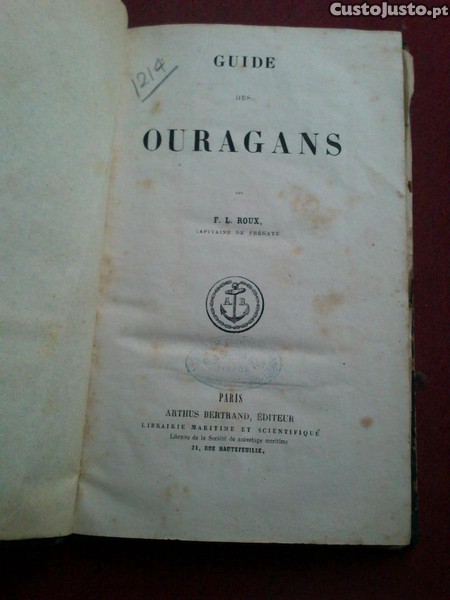 CustoJusto.pt
1214
GUIDE
DES
OURAGANS
PAR
F. L. ROUX,
CAPITAINE DE FRÉGATE
A. B.
PARIS
ARTHUS BERTRAND, ÉDITEUR
LIBRAIRIE MARITIME ET SCIENTIFIQUE
Libraire de la Société de sauvetage maritime
21, RUE HAUTEFEUILLE,